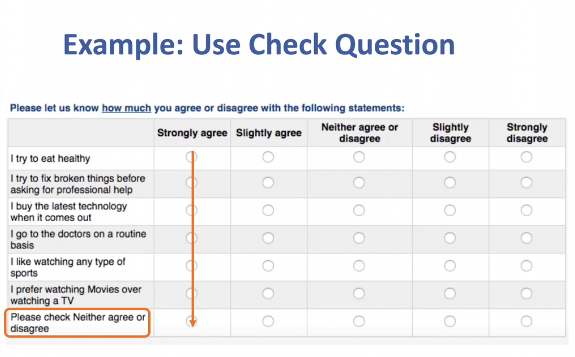 Example: Use Check Question
Please let us know how much you agree or disagree with the following statements:
Strongly agree Slightly agree Neither agree or disagree Slightly disagree Strongly disagree
I try to eat healthy
I try to fix broken things before
asking for professional help
I buy the latest technology
when it comes out
I go to the doctors on a routine
basis
I like watching any type of
sports
I prefer watching Movies over
watching a TV
Please check Neither agree or
disagree